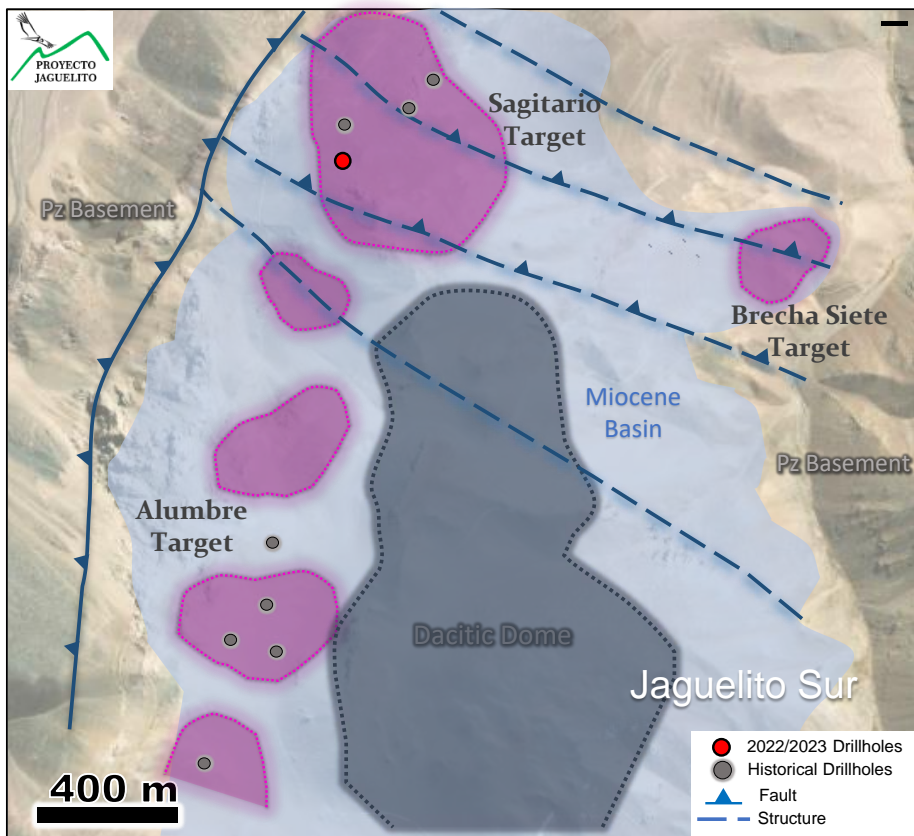 PROYECTO
JAGUELITO
Sagitario
Target
Pz Basement
Brecha Siete
Target
Miocene
Basin
Pz Basement
Alumbre
Target
Dacitic Dome
Jaguelito Sur
2022/2023 Drillholes
Historical Drillholes
Fault
Structure
400 m